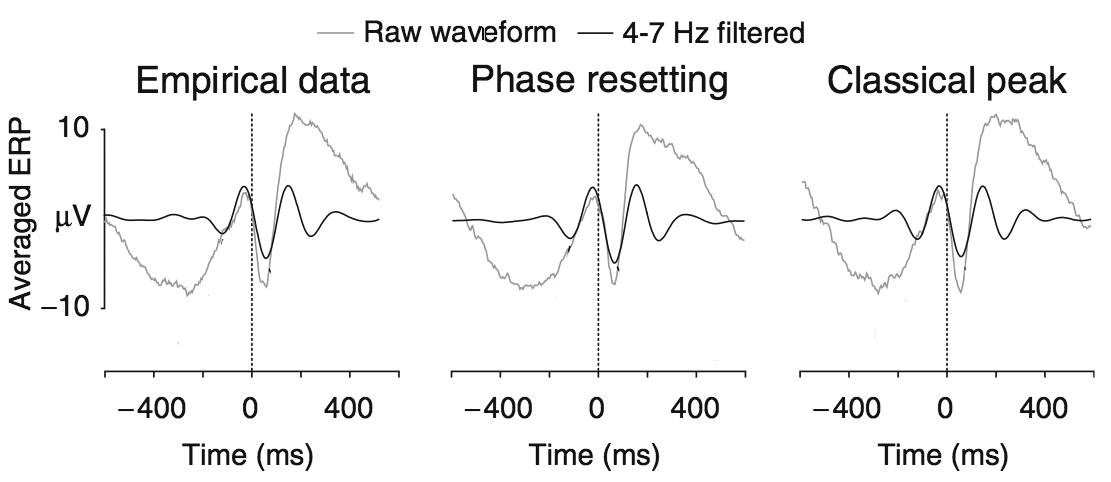 Raw waveform 4-7 Hz filtered
Empirical data Phase resetting Classical peak
Averaged ERP
10
μV
−10
−400 0 400 −400 0 400 −400 0 400
Time (ms) Time (ms) Time (ms)